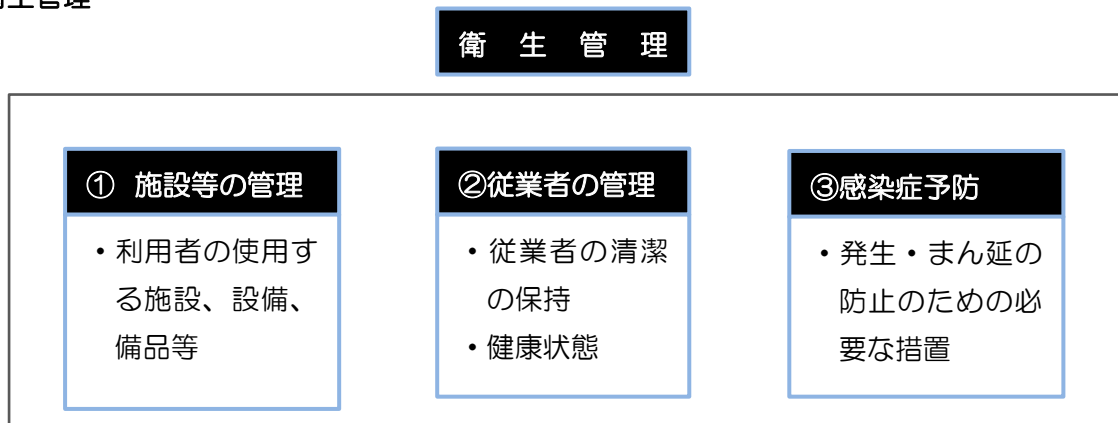 生管理
衛 生 管 理
① 施設等の管理
・利用者の使用す
る施設、設備、
備品等
②従業者の管理
・従業者の清潔
の保持
・健康状態
③感染症予防
・発生・まん延の
防止のための必
要な措置